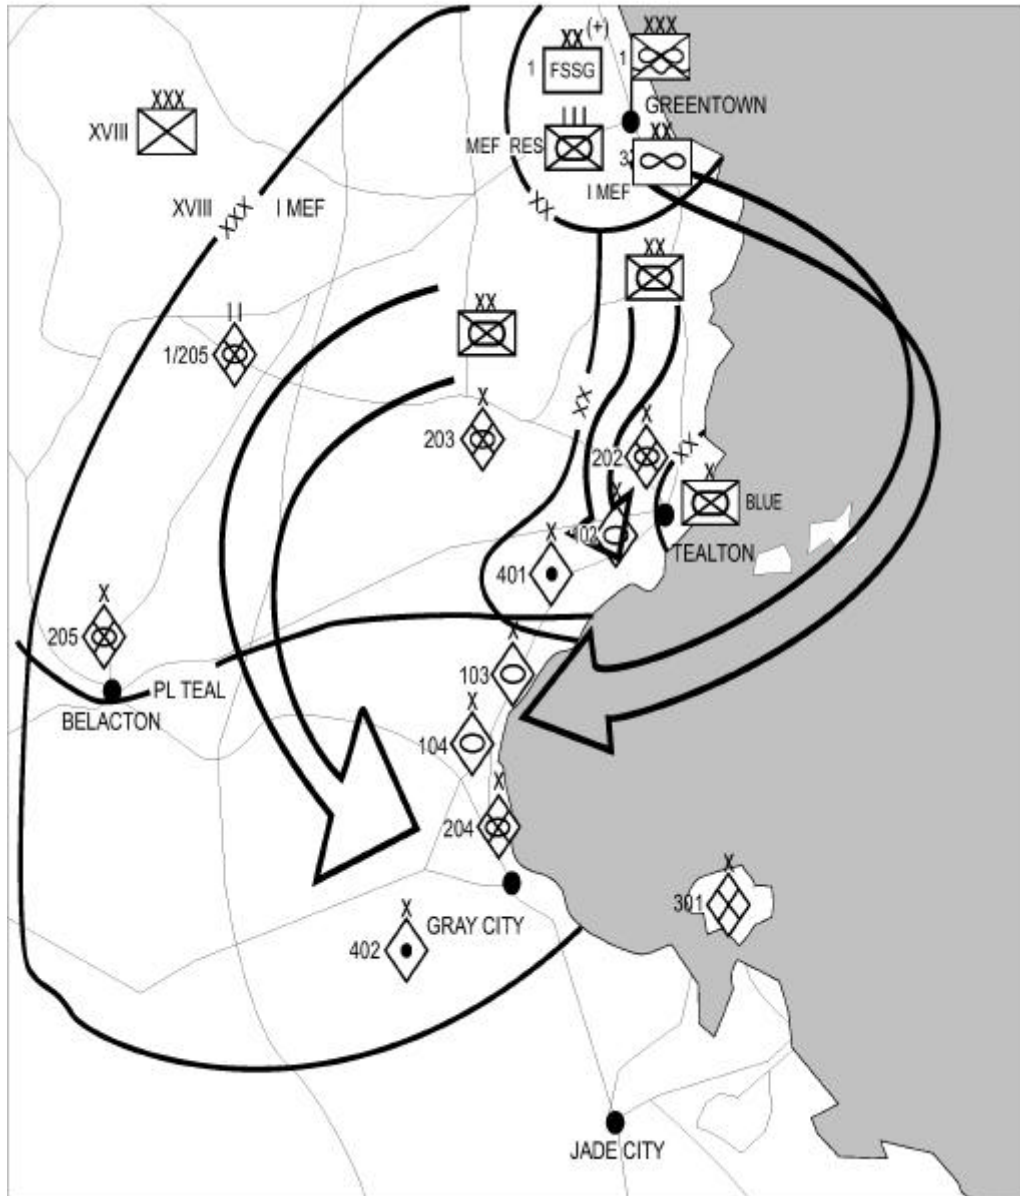 XX (+)
XXX
1 FSSG
1
XXX
XVIII
GREENTOWN
III
MEF RES
XX
3
I MEF
XVIII XXX I MEF
XX
XX
XX
II
1/205
XX
X
203
X
202
XX
X
BLUE
X
102
TEALTON
X
401
X
205
X
103
PL TEAL
BELACTON
X
104
X
204
X
301
GRAY CITY
X
402
JADE CITY